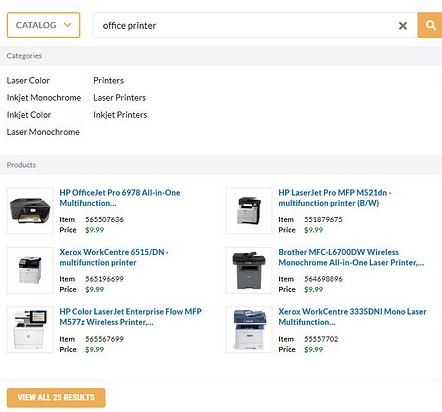 CATALOG
office printer
Categories
Laser Color
Printers
Inkjet Monochrome
Laser Printers
Inkjet Color
Inkjet Printers
Laser Monochrome
Products
HP OfficeJet Pro 6978 All-in-One
Multifunction...
Item 565507636
Price $9.99
HP LaserJet Pro MFP M521dn -
multifunction printer (B/W)
Item 551879675
Price $9.99
Xerox WorkCentre 6515/DN -
multifunction printer
Item 565196699
Price $9.99
Brother MFC-L6700DW Wireless
Monochrome All-in-One Laser Printer,...
Item 564698896
Price $9.99
HP Color LaserJet Enterprise Flow MFP
M577z Wireless Printer,...
Item 565567699
Price $9.99
Xerox WorkCentre 3335DNI Mono Laser
Multifunction...
Item 55557702
Price $9.99
VIEW ALL 25 RESULTS